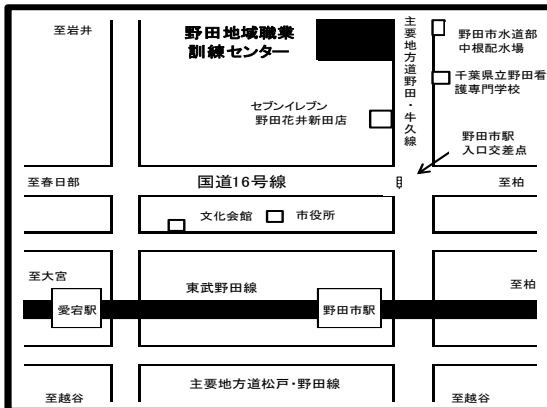 至岩井
野田地域職業
訓練センター
主要地方道野田・牛久線
野田市水道部
中根配水場
千葉県立野田看
護専門学校
セブンイレブン
野田花井新田店
野田市駅
入口交差点
至春日部
国道16号線
至柏
文化会館
市役所
至大宮
東武野田線
至柏
愛宕駅
野田市駅
主要地方道松戸・野田線
至越谷
至越谷